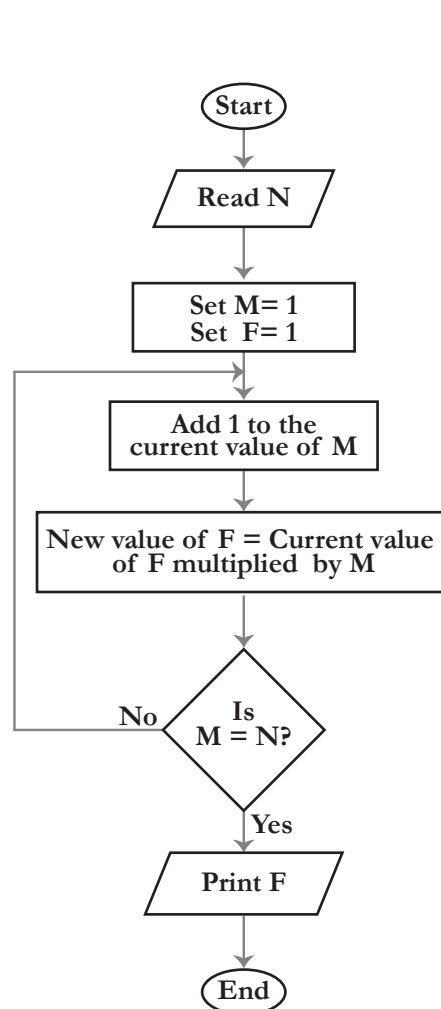 Start
Read N
Set M= 1
Set F= 1
Add 1 to the
current value of M
New value of F = Current value
of F multiplied by M
Is
M = N?
No
Yes
Print F
End